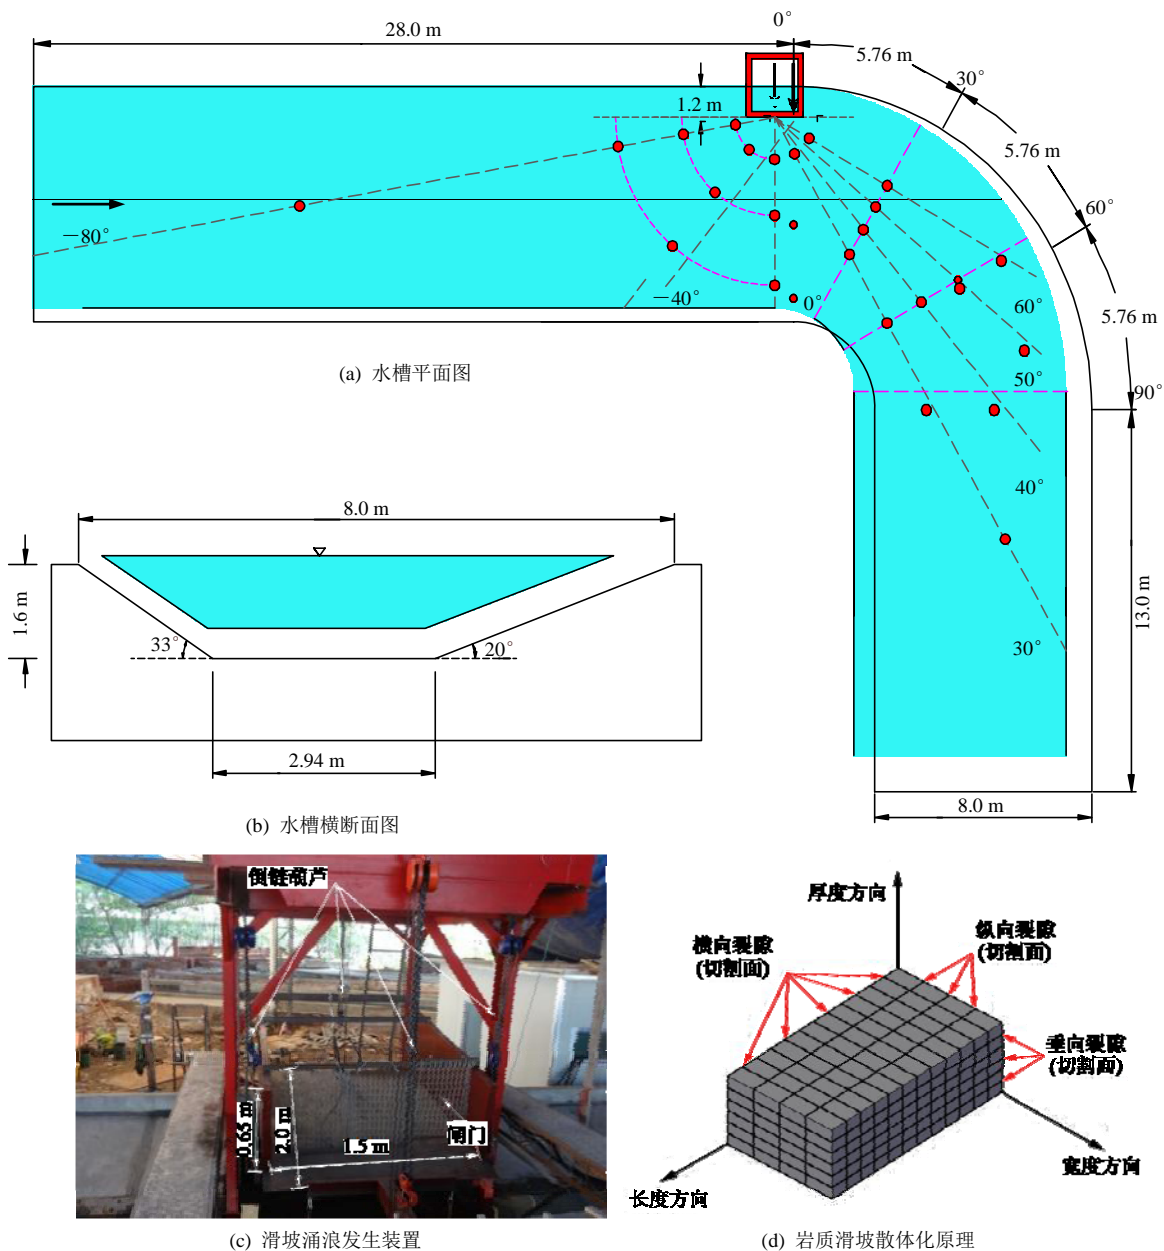 0°
28.0 m
5.76 m
30°
1.2 m
5.76 m
60°
－80°
－40°
0°
60°
5.76 m
50°
90°
(a) 水槽平面图
40°
30°
13.0 m
8.0 m
8.0 m
1.6 m
33°
20°
2.94 m
(b) 水槽横断面图
倒链葫芦
0.65 m
2.0 m
1.5 m
闸门
(c) 滑坡涌浪发生装置
厚度方向
横向裂隙
(切割面)
纵向裂隙
(切割面)
垂向裂隙
(切割面)
宽度方向
长度方向
(d) 岩质滑坡散体化原理